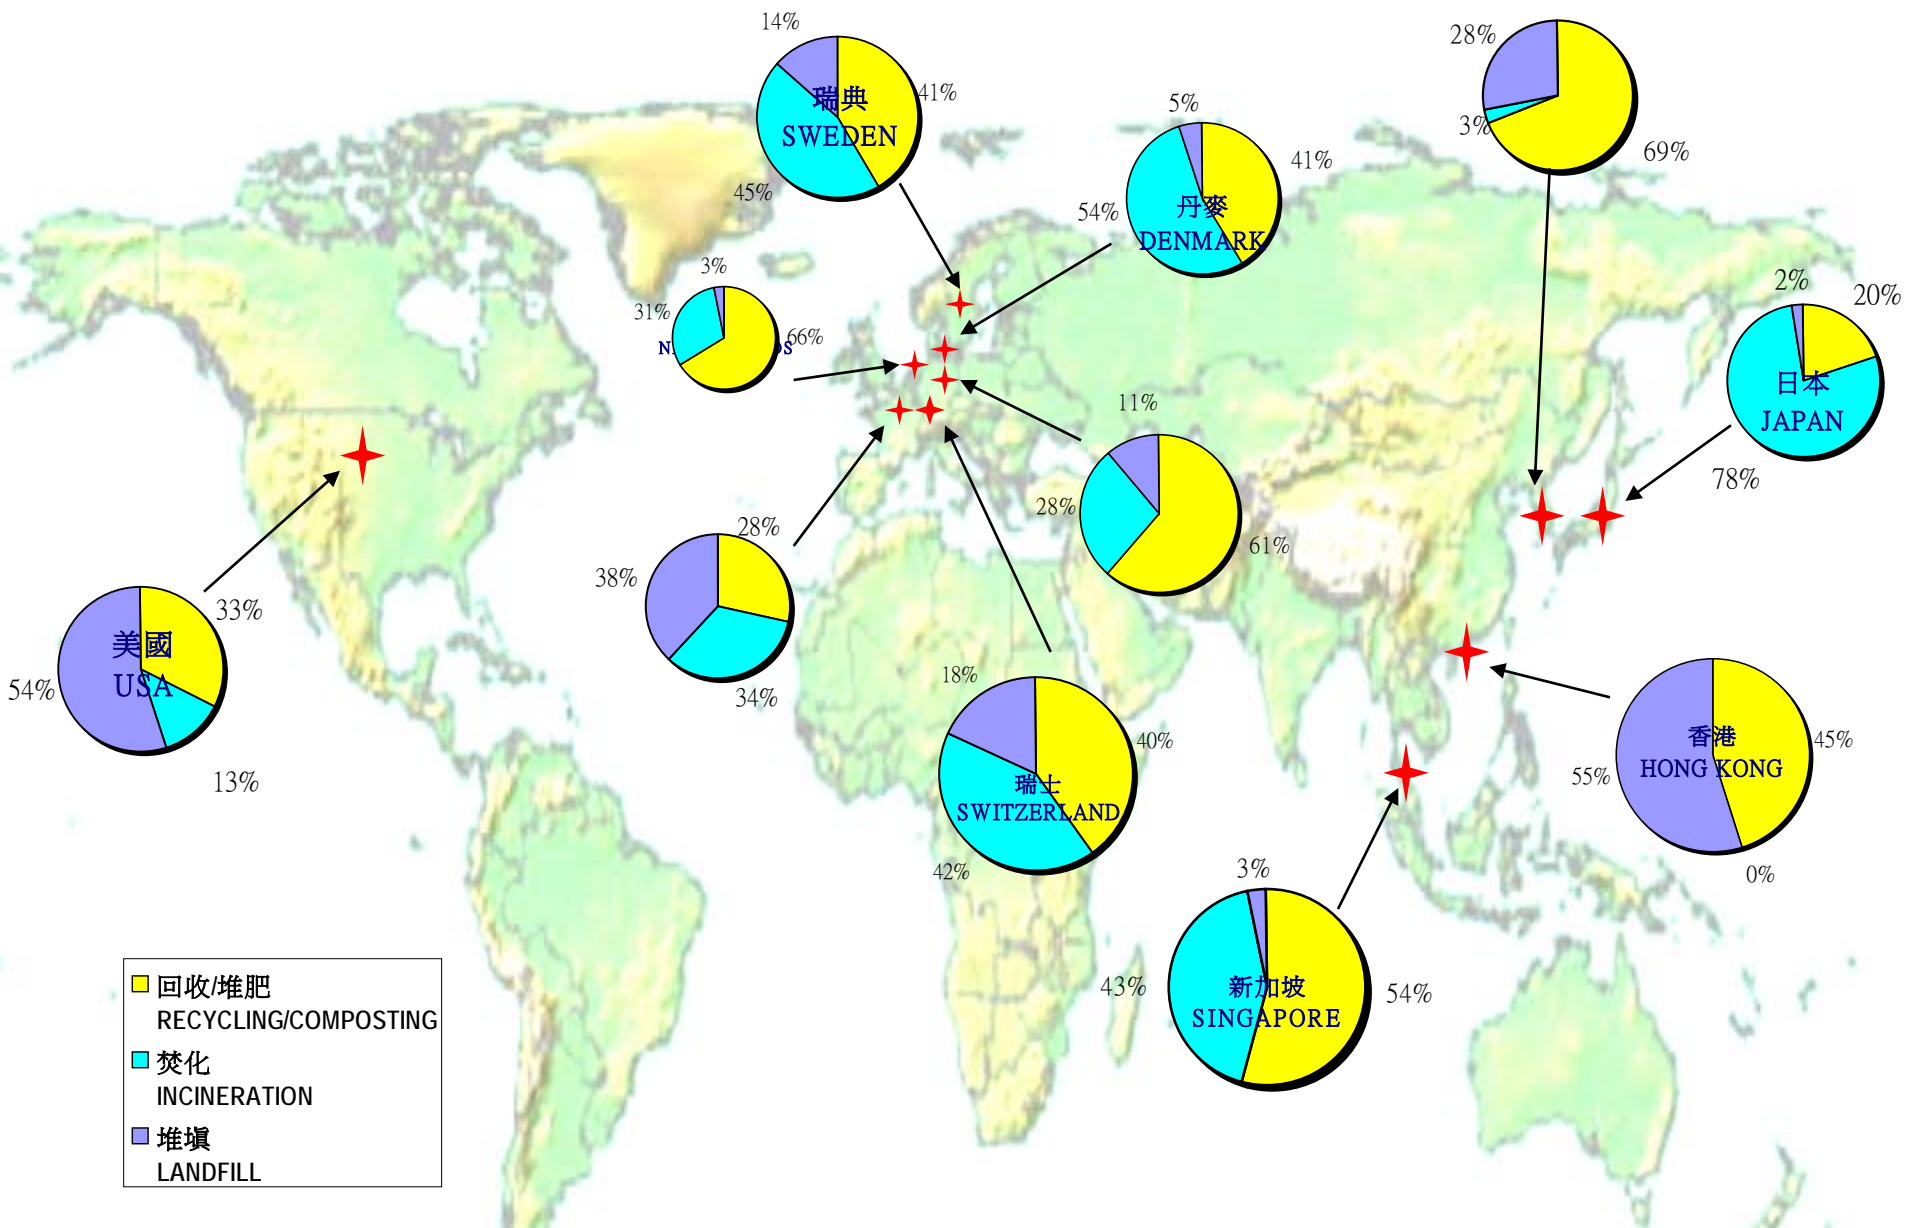 14%
瑞典
SWEDEN
41%
45%
5%
丹麥
DENMARK
41%
54%
28%
3%
69%
3%
31%
66%
2%
20%
日本
JAPAN
78%
11%
28%
61%
28%
38%
34%
33%
美國
USA
54%
13%
18%
瑞士
SWITZERLAND
40%
42%
香港
HONG KONG
45%
55%
0%
3%
新加坡
SINGAPORE
43%
54%
回收/堆肥
RECYCLING/COMPOSTING
焚化
INCINERATION
堆塡
LANDFILL